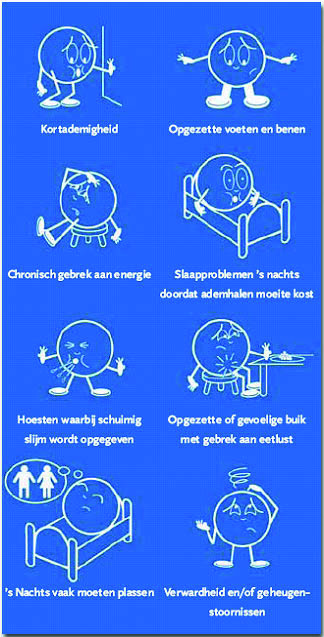 Kortademigheid
Opgezette voeten en benen
Chronisch gebrek aan energie
Slaapproblemen 's nachts
doordat ademhalen moeite kost
Hoesten waarbij schuimig
slijm wordt opgegeven
Opgezette of gevoelige buik
met gebrek aan eetlust
's Nachts vaak moeten plassen
Verwardheid en/of geheugen-
stoornissen